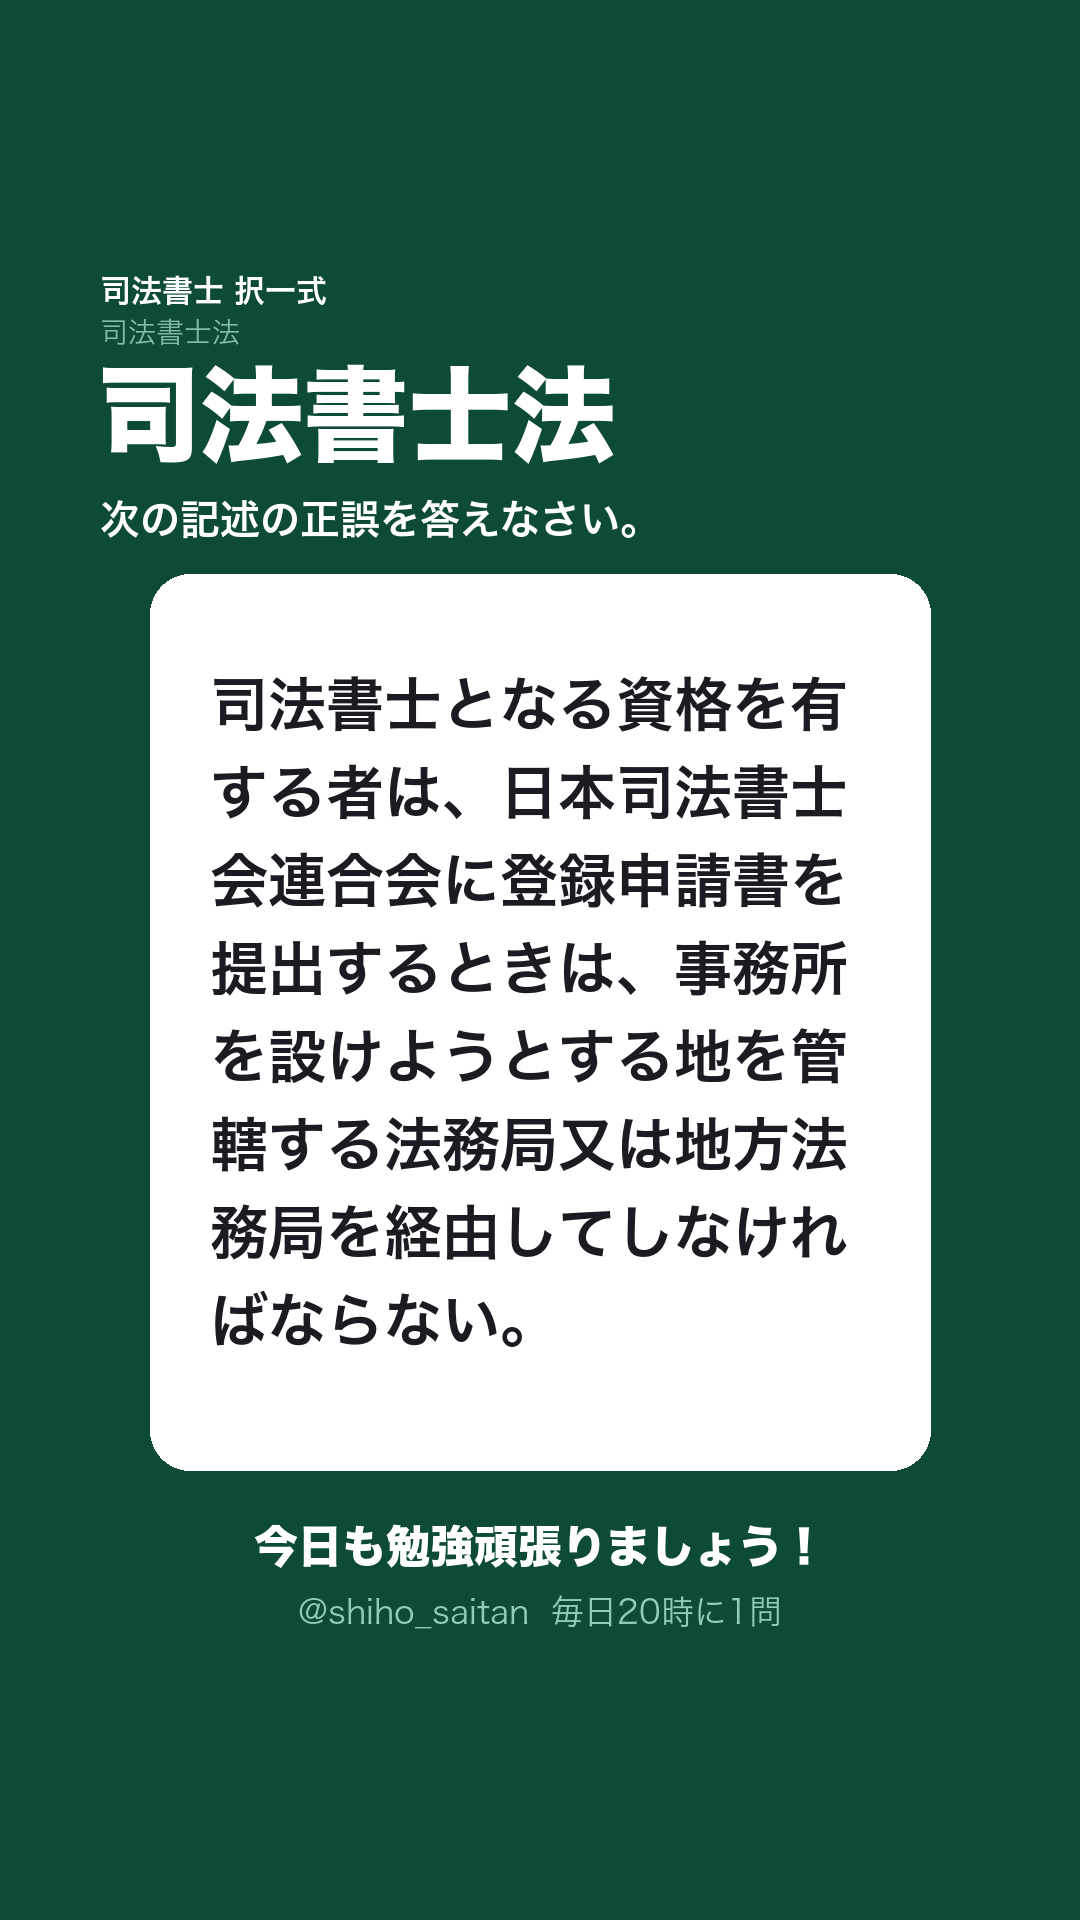 司法書士 択一式
司法書士法
司法書士法
次の記述の正誤を答えなさい。
司法書士となる資格を有
する者は、日本司法書士
会連合会に登録申請書を
提出するときは、事務所
を設けようとする地を管
轄する法務局又は地方法
務局を経由してしなけれ
ばならない。
今日も勉強頑張りましょう！
@shiho_saitan 毎日20時に1問